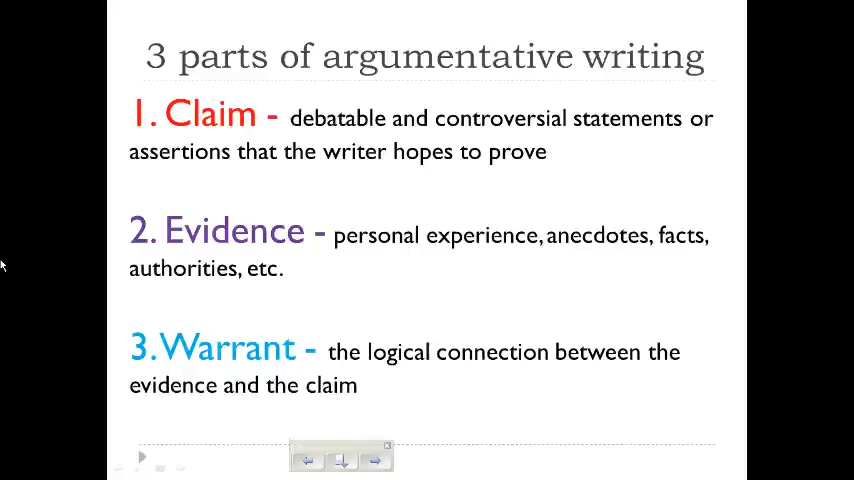 3 parts of argumentative writing
1. Claim - debatable and controversial statements or
assertions that the writer hopes to prove
2. Evidence - personal experience, anecdotes, facts,
authorities, etc.
3. Warrant - the logical connection between the
evidence and the claim